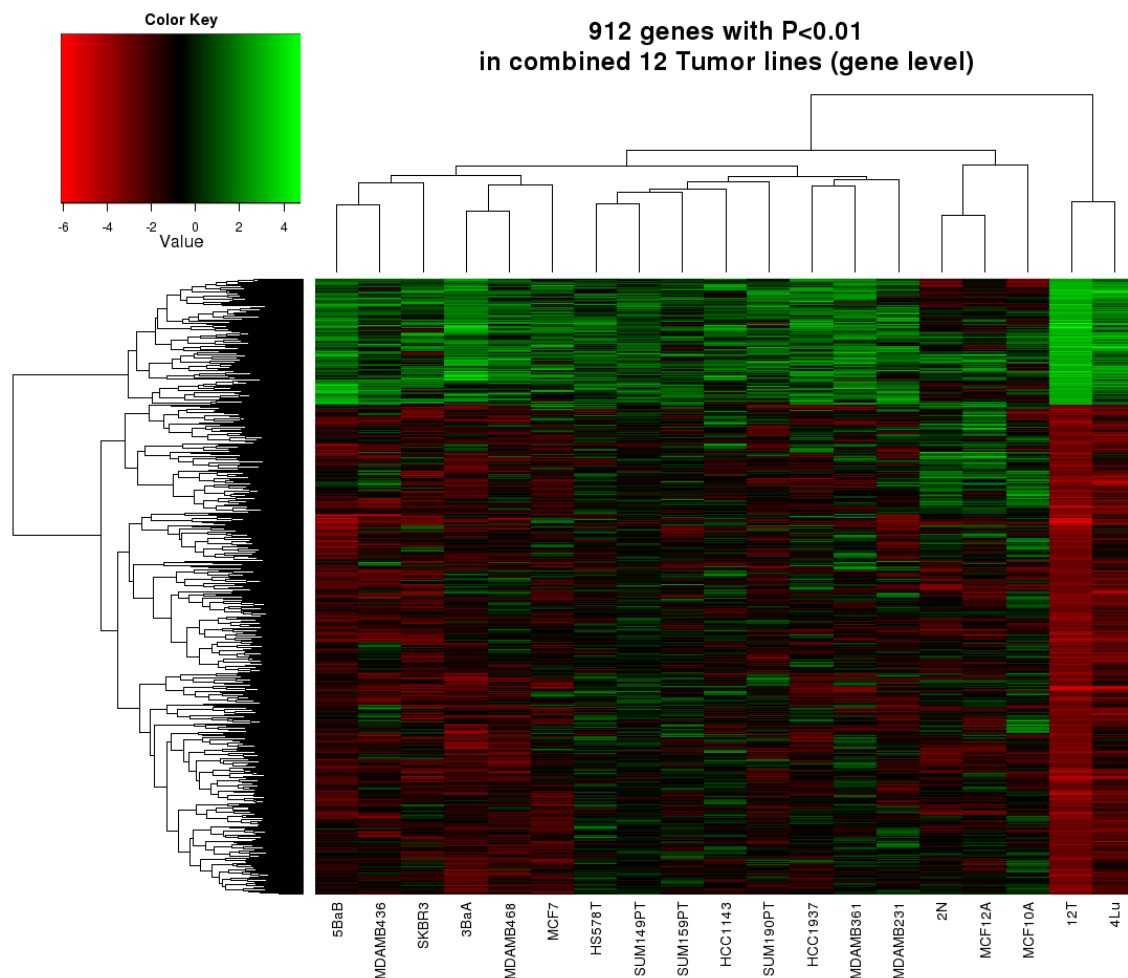 Color Key
912 genes with P<0.01
in combined 12 Tumor lines (gene level)
-6 -4 -2 0 2 4
Value
5BaB
MDAMB436
SKBR3
3BaA
MDAMB468
MCF7
HS578T
SUM149PT
SUM159PT
HCC1143
SUM190PT
HCC1937
MDAMB361
MDAMB231
2N
MCF12A
MCF10A
12T
4Lu